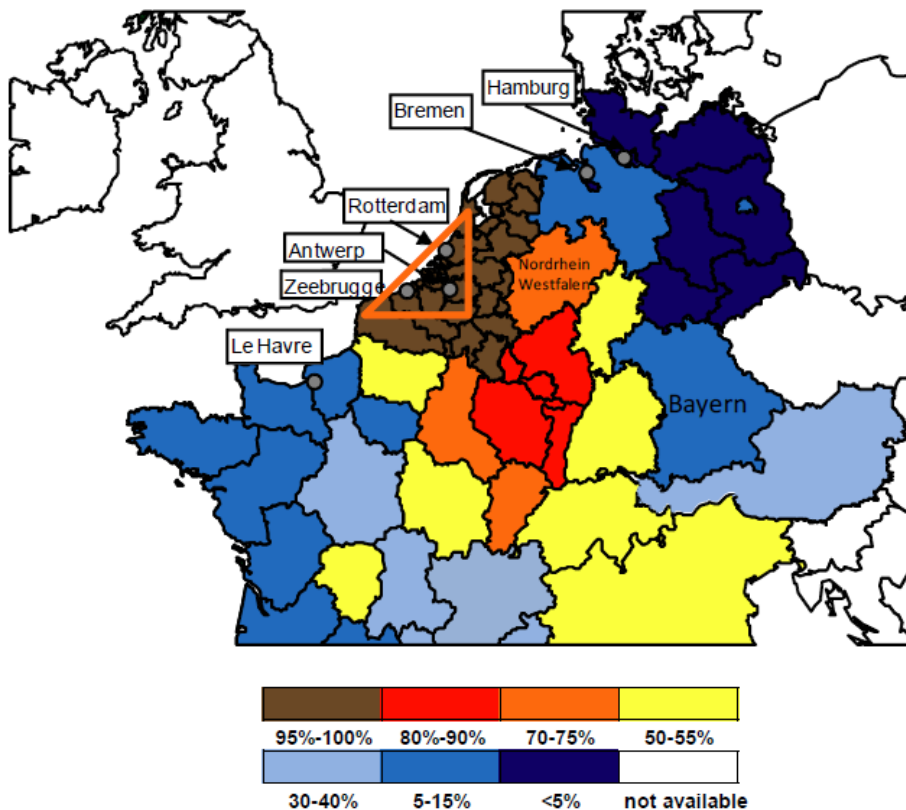 Hamburg
Bremen
Rotterdam
Antwerp
Zeebrugge
Nordrhein
Westfalen
Le Havre
Bayern
95%-100% 80%-90% 70-75% 50-55%
30-40% 5-15% <5% not available